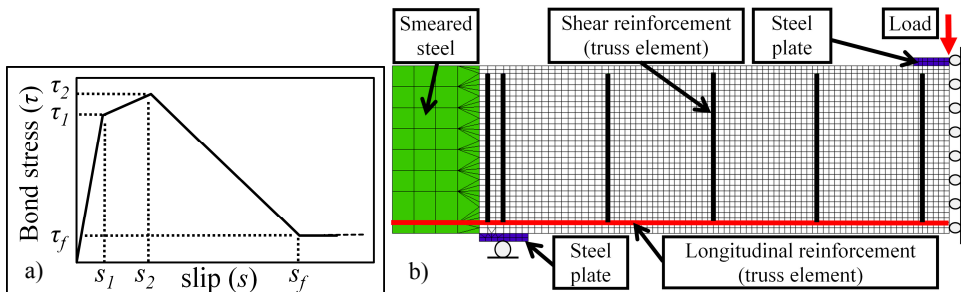 τ2
τ1
τf
Bond stress (τ)
a)
s1
s2
slip (s)
sf
Smeared
steel
Shear reinforcement
(truss element)
Steel
plate
Load
b)
Steel
plate
Longitudinal reinforcement
(truss element)